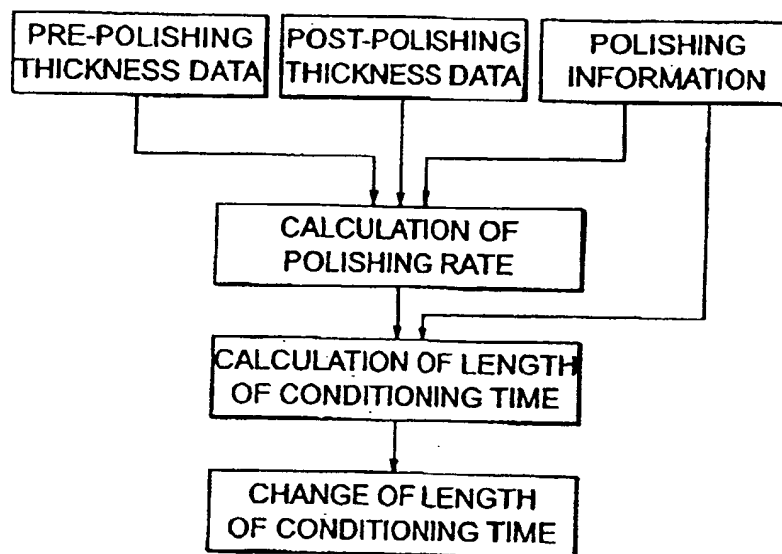 PRE-POLISHING
THICKNESS DATA
POST-POLISHING
THICKNESS DATA
POLISHING
INFORMATION
CALCULATION OF
POLISHING RATE
CALCULATION OF LENGTH
OF CONDITIONING TIME
CHANGE OF LENGTH
OF CONDITIONING TIME